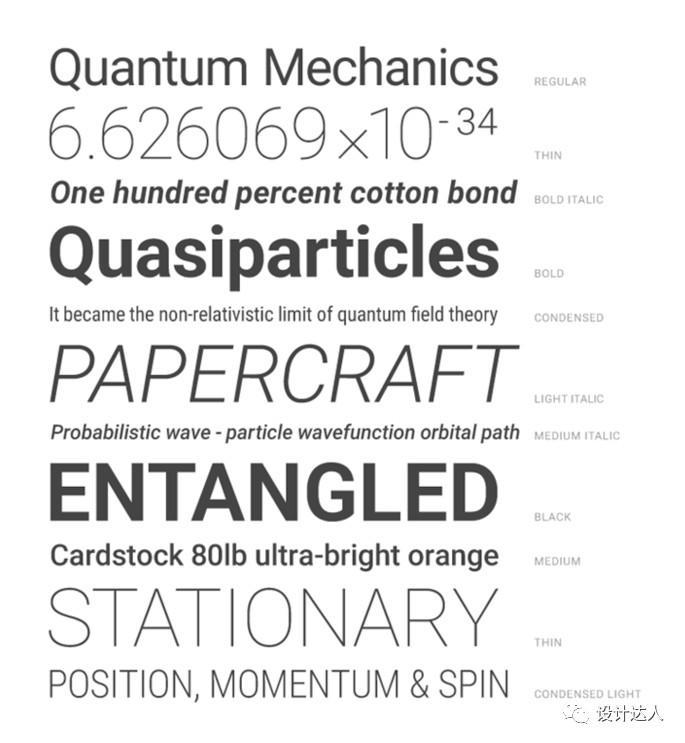 Quantum Mechanics REGULAR
6.626069×10⁻³⁴ THIN
One hundred percent cotton bond BOLD ITALIC
Quasiparticles BOLD
It became the non-relativistic limit of quantum field theory CONDENSED
PAPERCRAFT LIGHT ITALIC
Probabilistic wave - particle wavefunction orbital path MEDIUM ITALIC
ENTANGLED BLACK
Cardstock 80lb ultra-bright orange MEDIUM
STATIONARY THIN
POSITION, MOMENTUM & SPIN CONDENSED LIGHT
设计达人